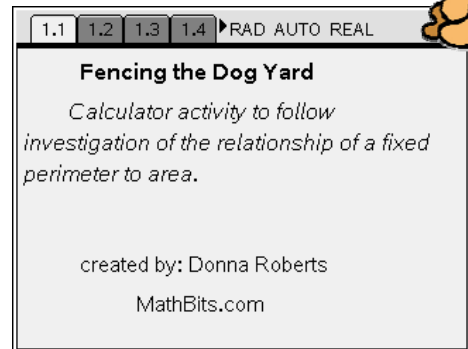 1.1 1.2 1.3 1.4 RAD AUTO REAL
Fencing the Dog Yard
Calculator activity to follow
investigation of the relationship of a fixed
perimeter to area.
created by: Donna Roberts
MathBits.com